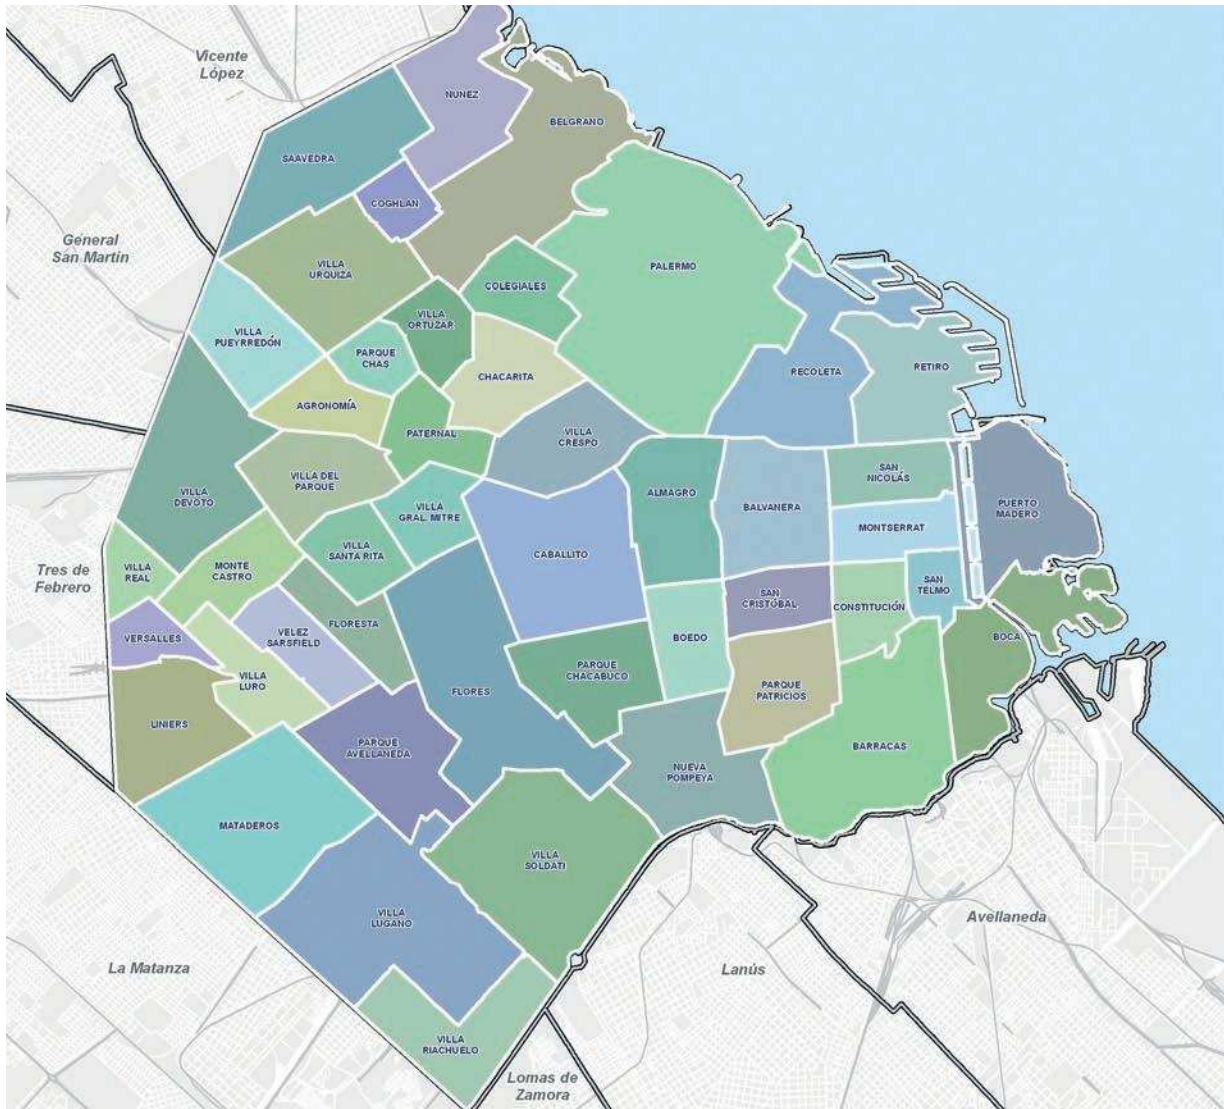 Vicente
López
NUÑEZ
BELGRANO
SAAVEDRA
COGHLAN
General
San Martín
VILLA
URQUIZA
PALERMO
COLEGIALES
VILLA
ORTUZAR
VILLA
PUEYRREDÓN
PARQUE
CHAS
CHACARITA
RECOLETA
RETIRO
AGRONOMÍA
PATERNAL
VILLA
CRESPO
VILLA DEL
PARQUE
SAN
NICOLÁS
VILLA
DEVOTO
ALMAGRO
BALVANERA
PUERTO
MADERO
VILLA
GRAL. MITRE
MONTSERRAT
VILLA
SANTA RITA
CABALLITO
Tres de
Febrero
VILLA
REAL
MONTE
CASTRO
SAN
TELMO
SAN
CRISTÓBAL
CONSTITUCIÓN
FLORESTA
VERSALLES
VELEZ
SARSFIELD
BOEDO
BOCA
VILLA
LURO
PARQUE
CHACABUCO
FLORES
PARQUE
PATRICIOS
LINIERS
PARQUE
AVELLANEDA
BARRACAS
NUEVA
POMPEYA
MATADEROS
VILLA
SOLDATI
VILLA
LUGANO
Avellaneda
La Matanza
Lanús
VILLA
RIACHUELO
Lomas de
Zamora